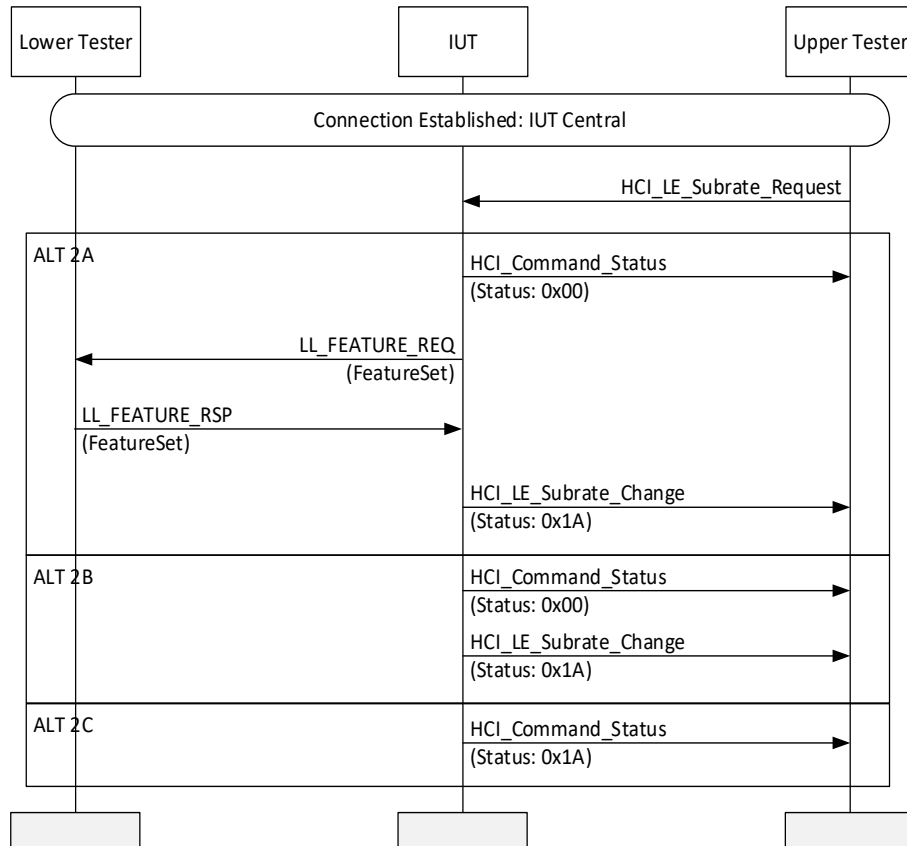 Lower Tester
IUT
Upper Tester
Connection Established: IUT Central
HCI_LE_Subrate_Request
ALT 2A
HCI_Command_Status
(Status: 0x00)
LL_FEATURE_REQ
(FeatureSet)
LL_FEATURE_RSP
(FeatureSet)
HCI_LE_Subrate_Change
(Status: 0x1A)
ALT 2B
HCI_Command_Status
(Status: 0x00)
HCI_LE_Subrate_Change
(Status: 0x1A)
ALT 2C
HCI_Command_Status
(Status: 0x1A)